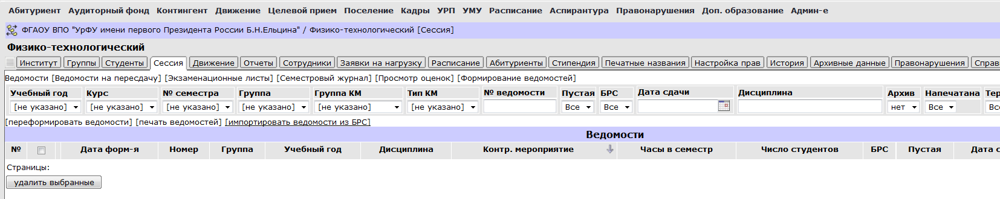 Абитуриент Аудиторный фонд Контингент Движение Целевой прием Поселение Кадры УРП УМУ Расписание Аспирантура Правонарушения Доп. образование Админ-е
ФГАОУ ВПО "УрФУ имени первого Президента России Б.Н.Ельцина" / Физико-технологический [Сессия]
Физико-технологический
Институт Группы Студенты Сессия Движение Отчеты Сотрудники Заявки на нагрузку Расписание Абитуриенты Стипендия Печатные названия Настройка прав История Архивные данные Правонарушения Справ
Ведомости [Ведомости на пересдачу] [Экзаменационные листы] [Семестровый журнал] [Просмотр оценок] [Формирование ведомостей]
Учебный год Курс № семестра Группа Группа КМ Тип КМ № ведомости Пустая БРС Дата сдачи Дисциплина Архив Напечатана Тер
[не указано] [не указано] [не указано] [не указано] [не указано] [не указано] Все Все нет Все Все
[переформировать ведомости] [печать ведомостей] [импортировать ведомости из БРС]
Ведомости
№ Дата форм-я Номер Группа Учебный год Дисциплина Контр. мероприятие Часы в семестр Число студентов БРС Пустая Дата с
Страницы:
удалить выбранные